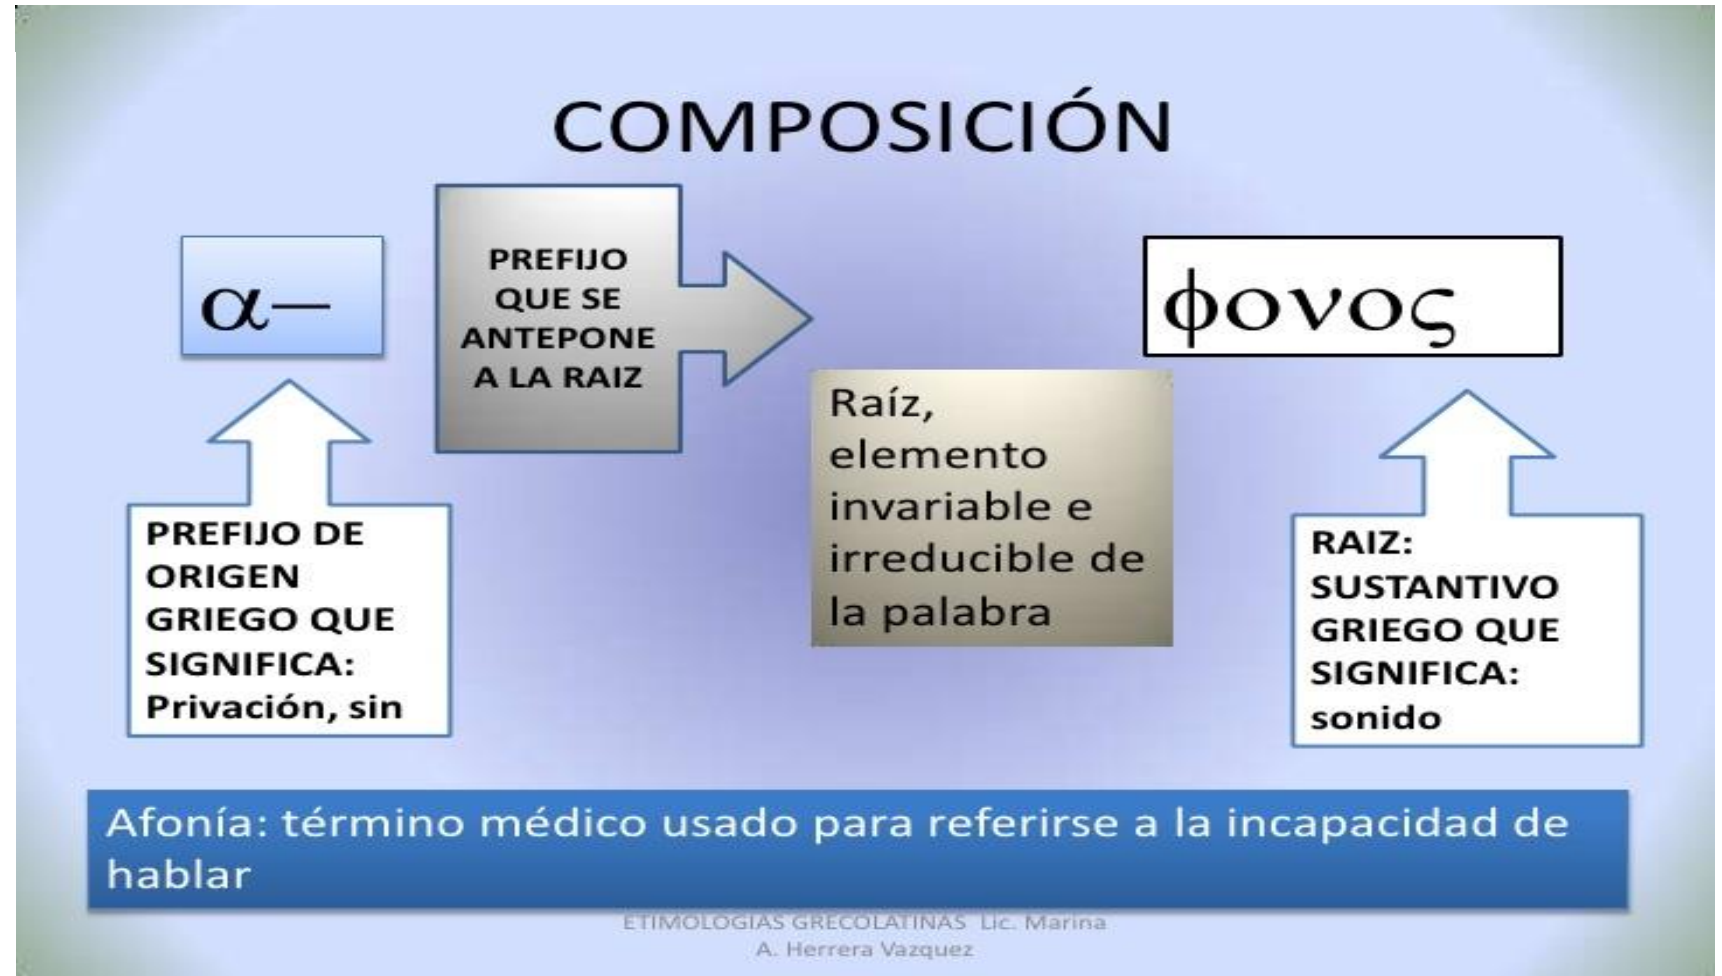 COMPOSICIÓN
α–
PREFIJO
QUE SE
ANTEPONE
A LA RAIZ
φονος
Raíz,
elemento
invariable e
irreducible de
la palabra
PREFIJO DE
ORIGEN
GRIEGO QUE
SIGNIFICA:
Privación, sin
RAIZ:
SUSTANTIVO
GRIEGO QUE
SIGNIFICA:
sonido
Afonía: término médico usado para referirse a la incapacidad de
hablar
ETIMOLOGIAS GRECOLATINAS Lic. Marina
A. Herrera Vazquez